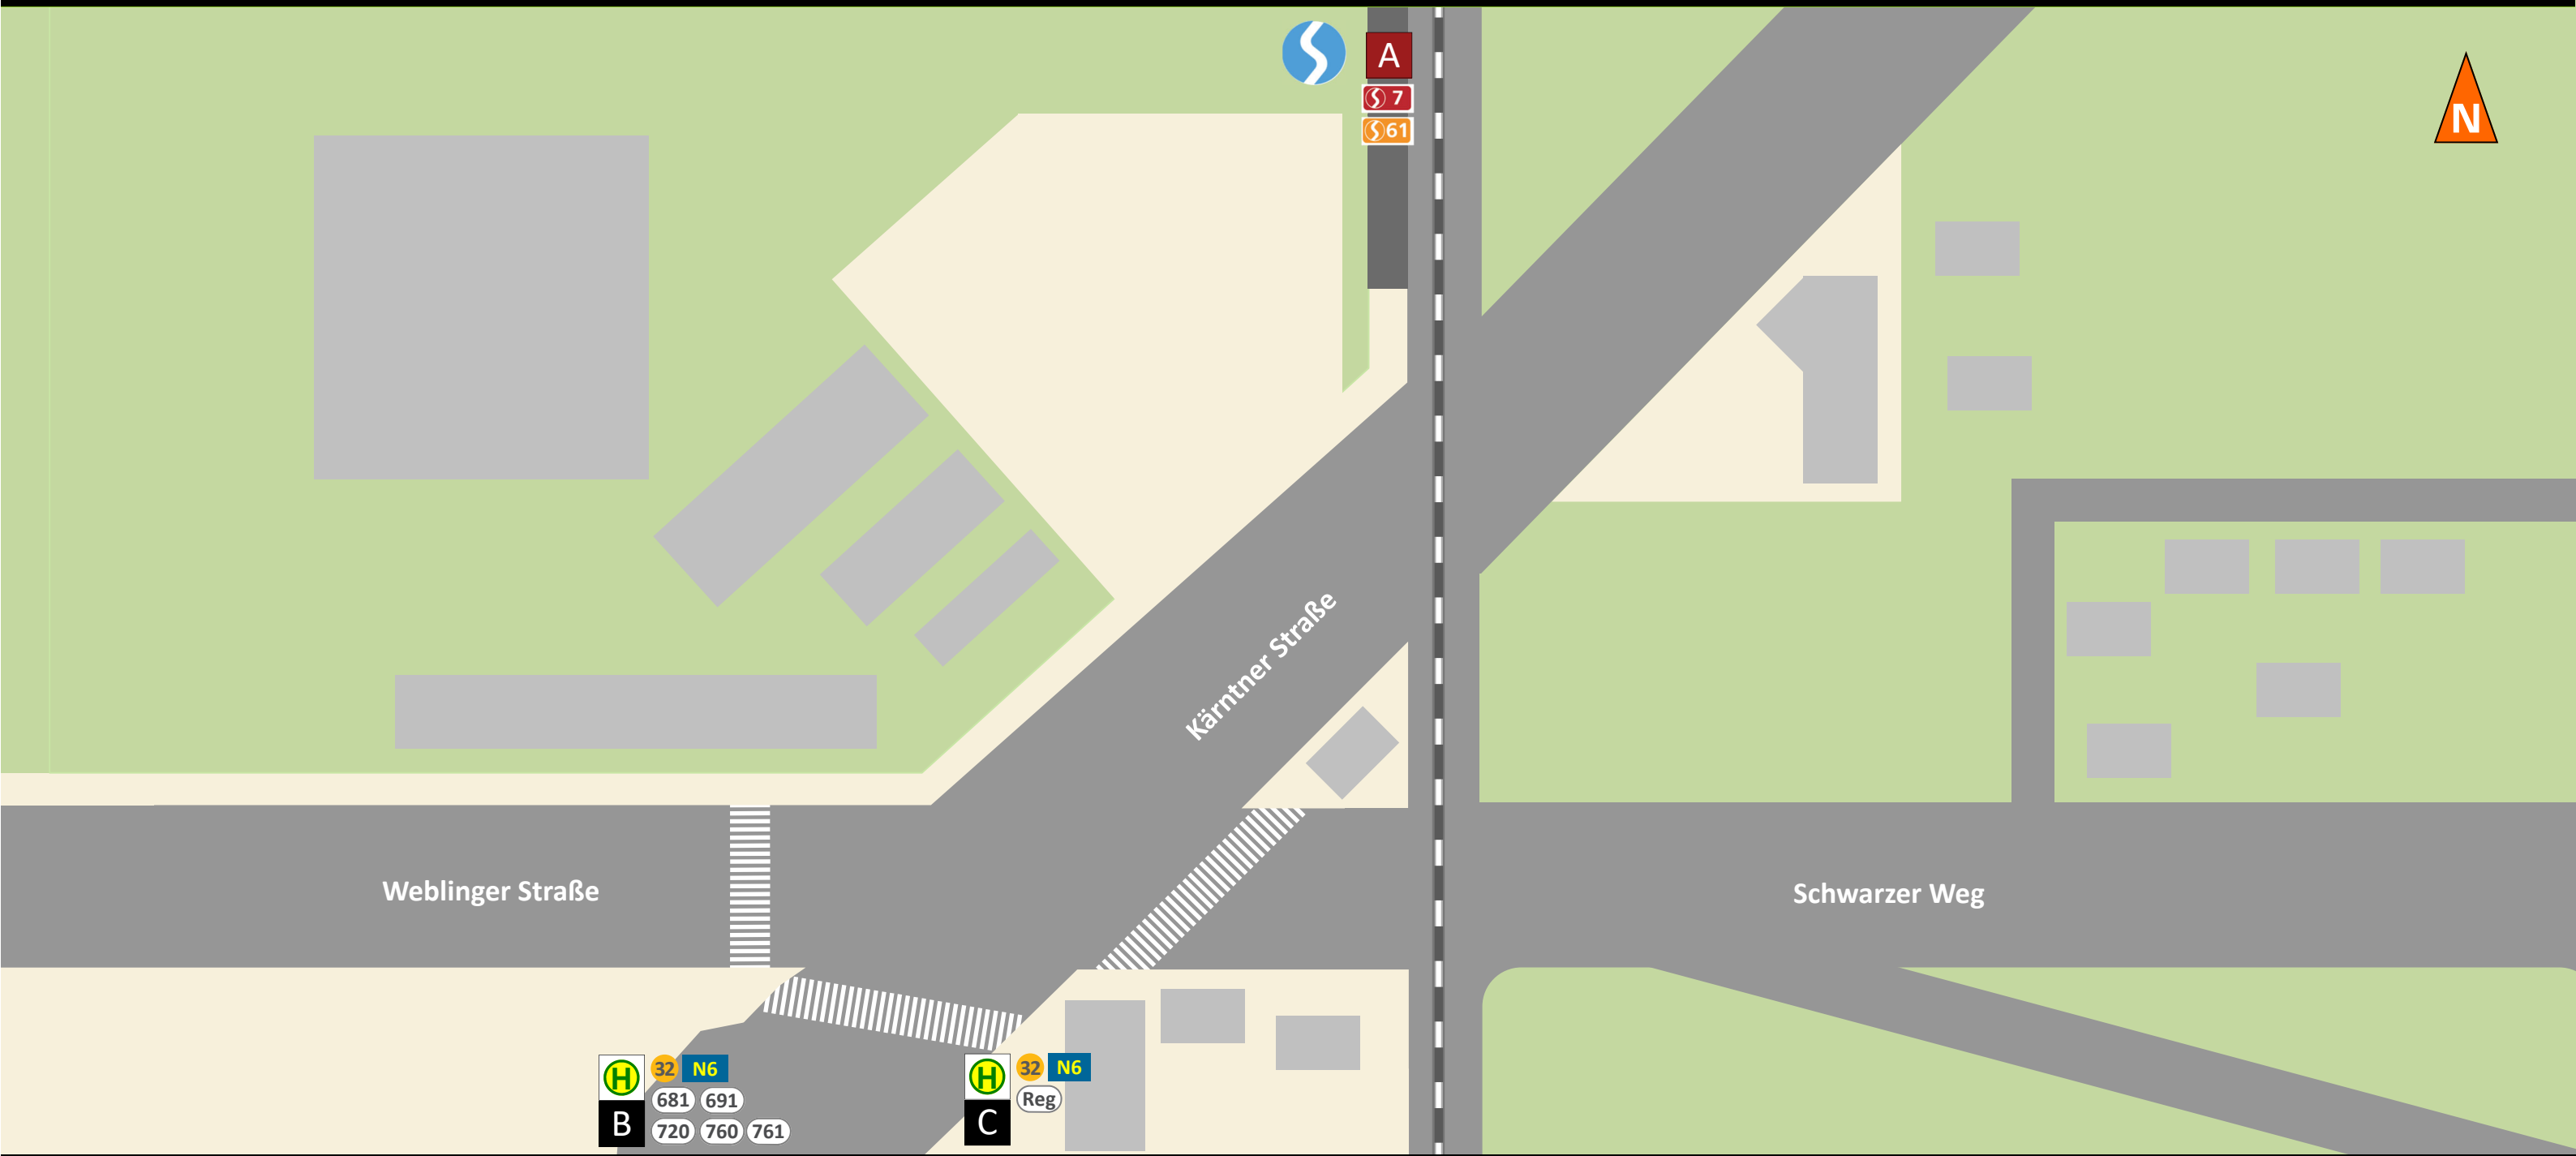 A
7
61
N
Kärntner Straße
Weblinger Straße
Schwarzer Weg
H 32 N6
681 691
B 720 760 761
H 32 N6
Reg
C